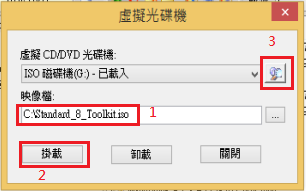 虛擬光碟機
3
虛擬 CD/DVD 光碟機:
ISO 磁碟機(G:) - 已載入
映像檔:
C:\Standard_8_Toolkit.iso
1
...
掛載
卸載
關閉
2